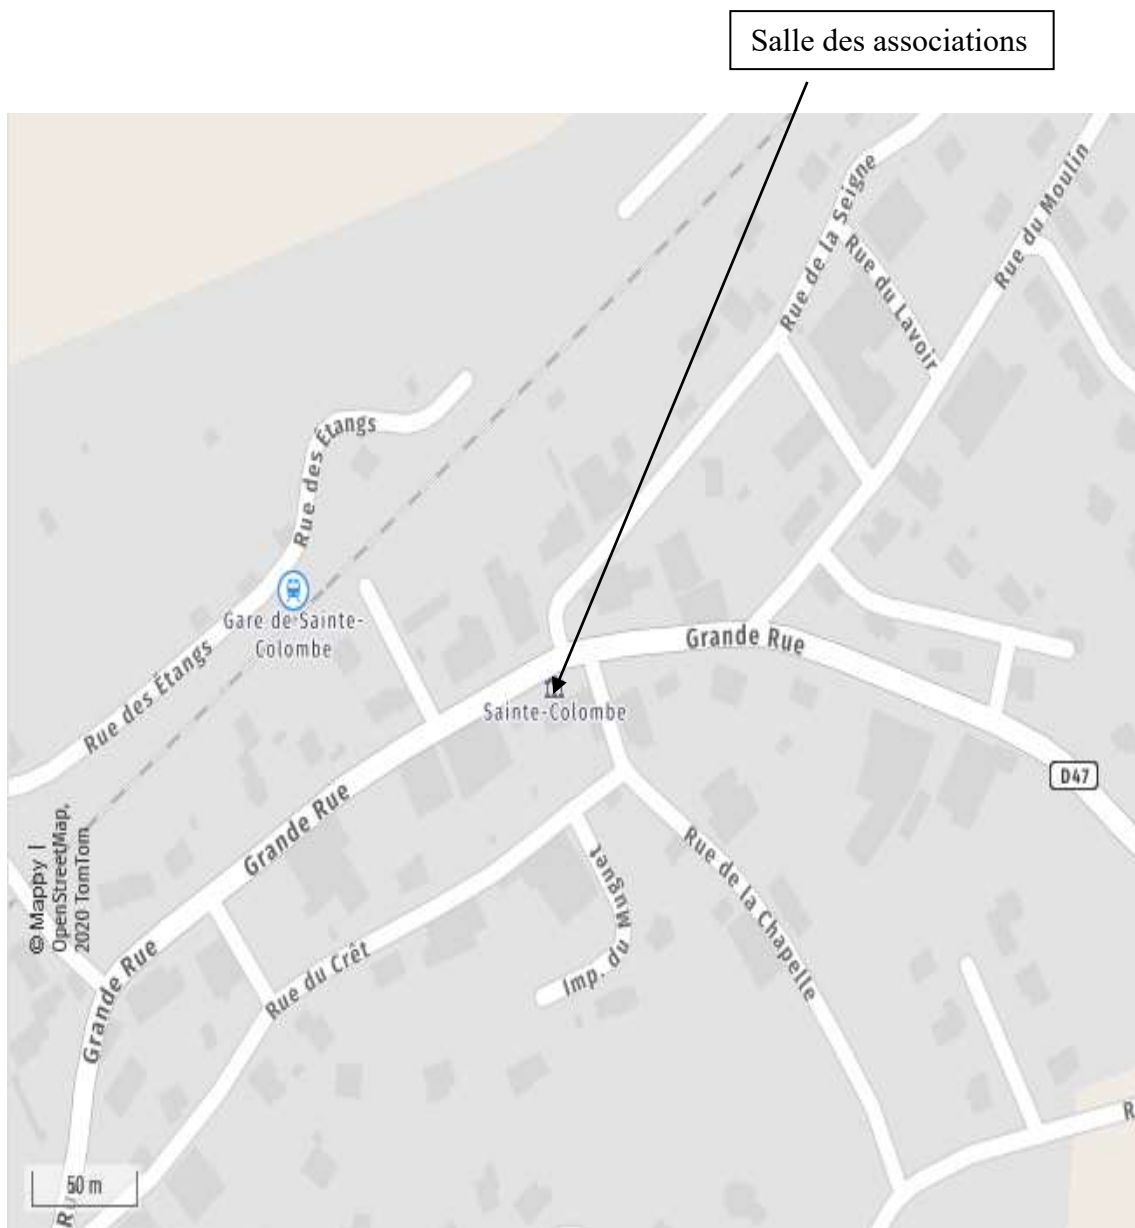 Salle des associations
Rue de la Seigne
Rue du Moulin
Rue du Lavoir
Rue des Étangs
Gare de Sainte-
Colombe
Rue des Étangs
Grande Rue
Sainte-Colombe
D47
Grande Rue
© Mappy |
OpenStreetMap,
2020 TomTom
Rue de la Chapelle
Imp. du Muguet
Rue du Crêt
Grande Rue
R
50 m
Ru